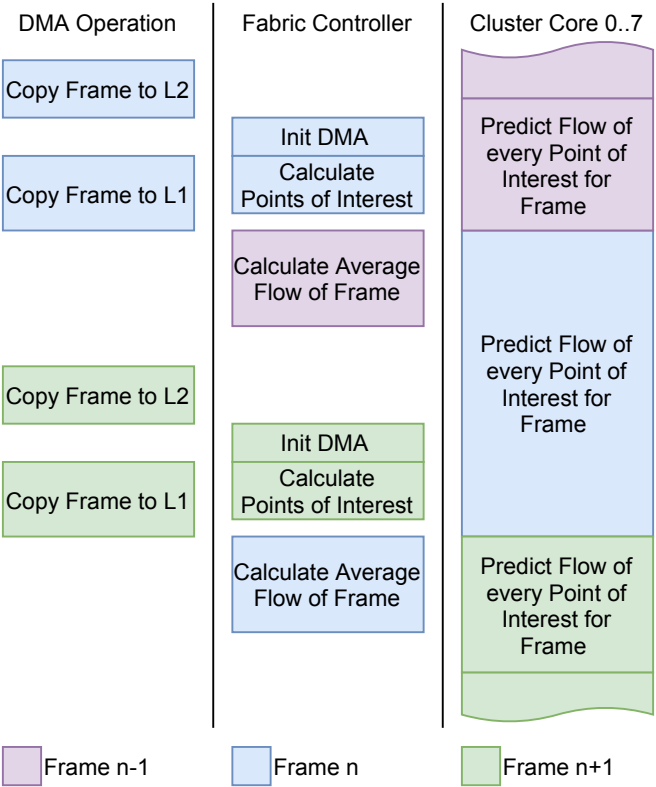 DMA Operation
Fabric Controller
Cluster Core 0..7
Copy Frame to L2
Init DMA
Calculate
Points of Interest
Predict Flow of
every Point of
Interest for
Frame
Copy Frame to L1
Calculate Average
Flow of Frame
Predict Flow of
every Point of
Interest for
Frame
Copy Frame to L2
Init DMA
Calculate
Points of Interest
Copy Frame to L1
Calculate Average
Flow of Frame
Predict Flow of
every Point of
Interest for
Frame
Frame n-1
Frame n
Frame n+1